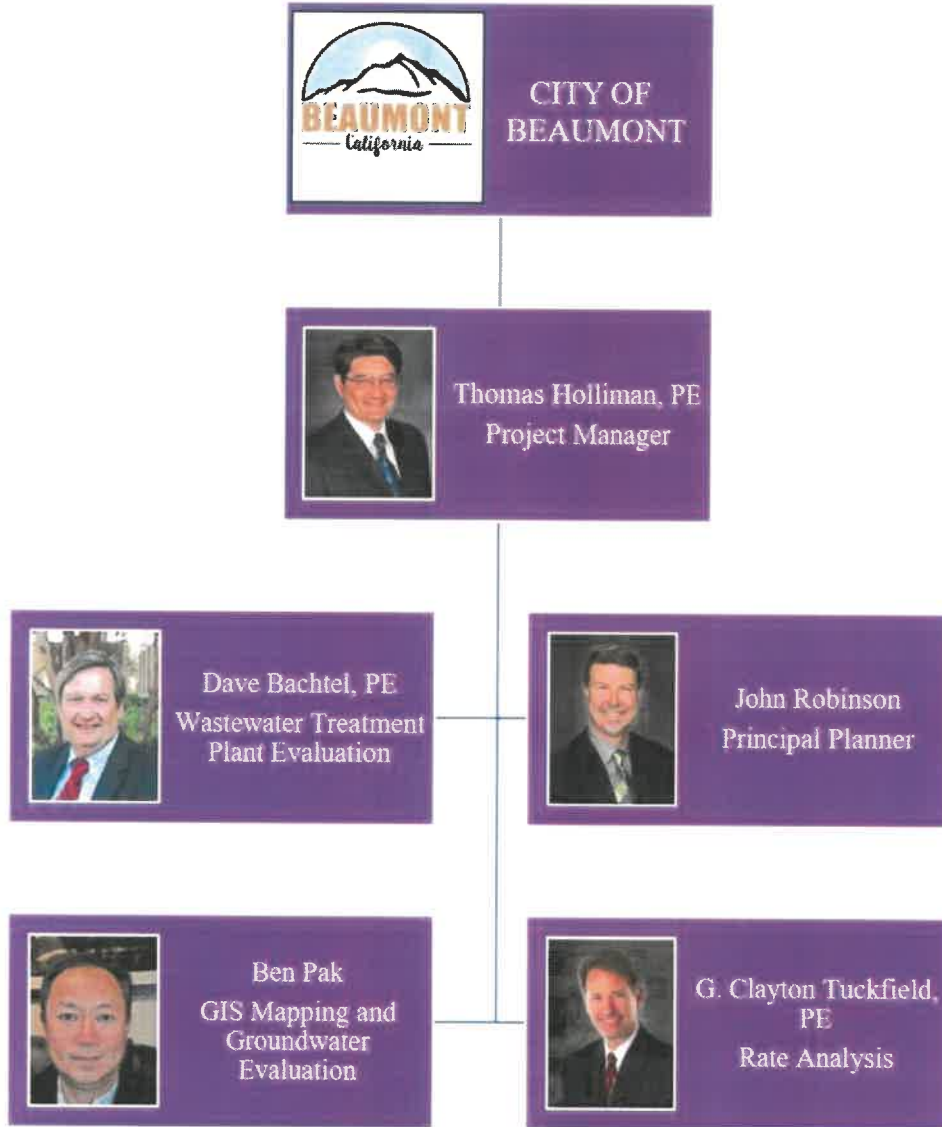 BEAUMONT
California
CITY OF
BEAUMONT
Thomas Holliman, PE
Project Manager
Dave Bachtel, PE
Wastewater Treatment
Plant Evaluation
John Robinson
Principal Planner
Ben Pak
GIS Mapping and
Groundwater
Evaluation
G. Clayton Tuckfield,
PE
Rate Analysis